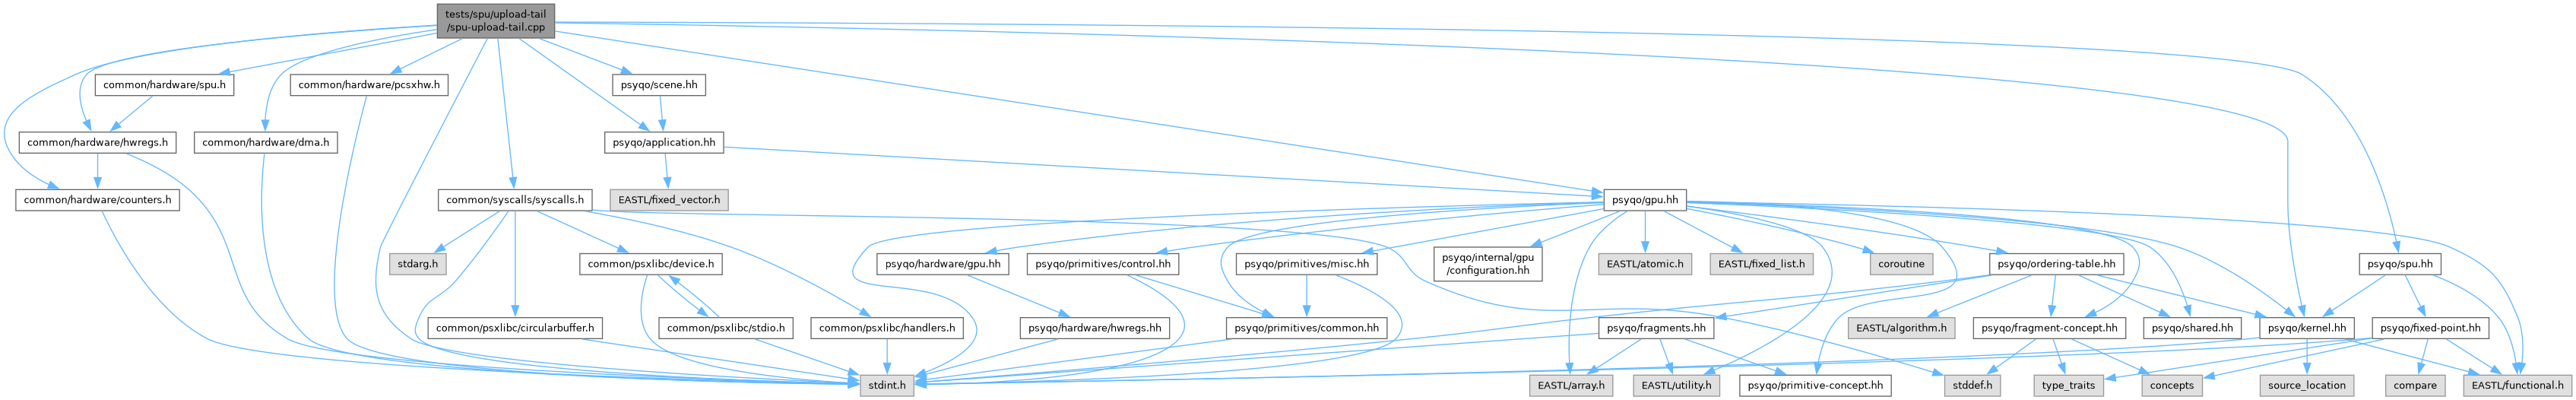 tests/spu/upload-tail
/spu-upload-tail.cpp
common/hardware/spu.h
common/hardware/pcsxhw.h
psyqo/scene.hh
common/hardware/hwregs.h
common/hardware/dma.h
psyqo/application.hh
common/hardware/counters.h
common/syscalls/syscalls.h
EASTL/fixed_vector.h
psyqo/gpu.hh
stdarg.h
common/psxlibc/device.h
psyqo/hardware/gpu.hh
psyqo/primitives/control.hh
psyqo/primitives/misc.hh
psyqo/internal/gpu
/configuration.hh
EASTL/atomic.h
EASTL/fixed_list.h
coroutine
psyqo/ordering-table.hh
psyqo/spu.hh
common/psxlibc/circularbuffer.h
common/psxlibc/stdio.h
common/psxlibc/handlers.h
psyqo/hardware/hwregs.hh
psyqo/primitives/common.hh
psyqo/fragments.hh
EASTL/algorithm.h
psyqo/fragment-concept.hh
psyqo/shared.hh
psyqo/kernel.hh
psyqo/fixed-point.hh
stdint.h
EASTL/array.h
EASTL/utility.h
psyqo/primitive-concept.hh
stddef.h
type_traits
concepts
source_location
compare
EASTL/functional.h